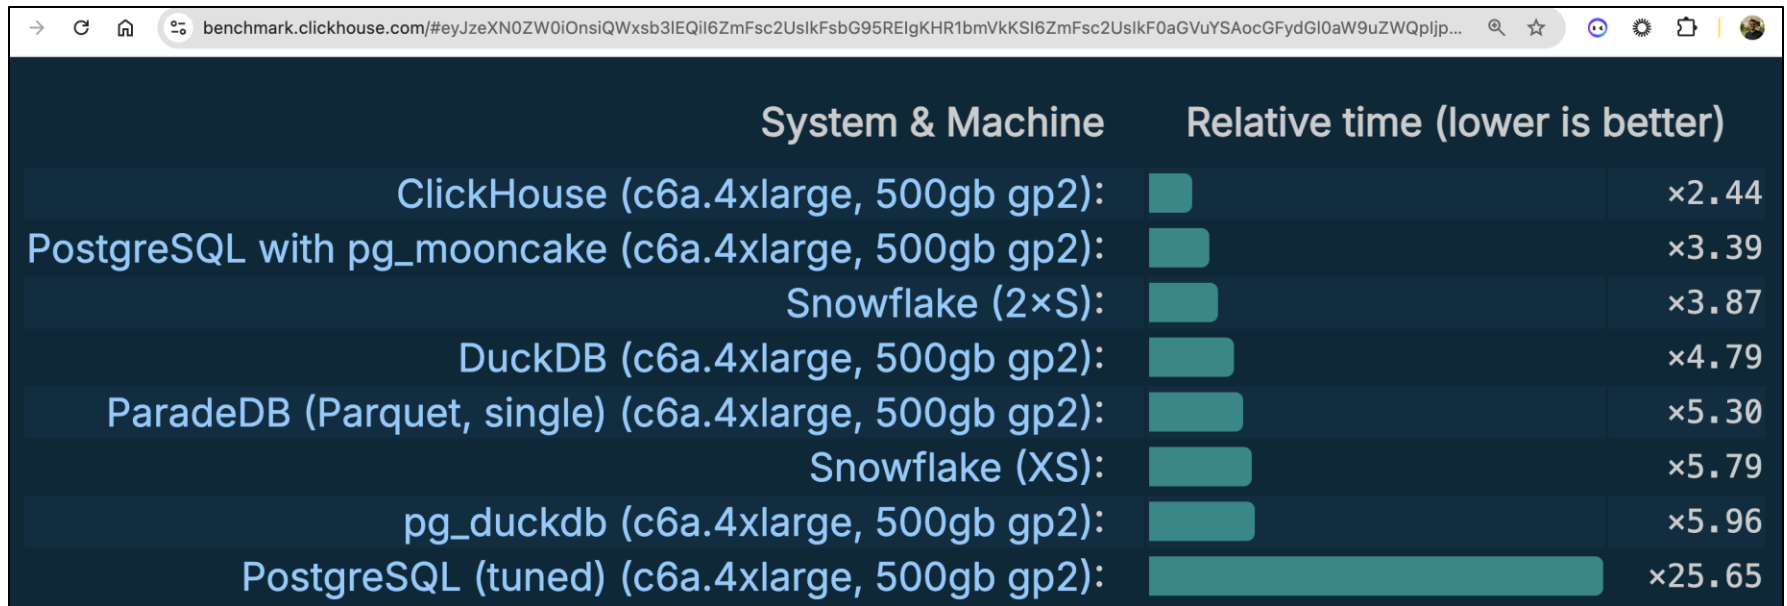 benchmark.clickhouse.com/#eyJzeXN0ZW0iOnsiQWxsb3lEQiI6ZmFsc2UsIkFsbG95REIgKHR1bmVkKSI6ZmFsc2UsIkF0aGVuYSAocGFydGl0aW9uZWQpIjp...
System & Machine Relative time (lower is better)
ClickHouse (c6a.4xlarge, 500gb gp2): ×2.44
PostgreSQL with pg_mooncake (c6a.4xlarge, 500gb gp2): ×3.39
Snowflake (2×S): ×3.87
DuckDB (c6a.4xlarge, 500gb gp2): ×4.79
ParadeDB (Parquet, single) (c6a.4xlarge, 500gb gp2): ×5.30
Snowflake (XS): ×5.79
pg_duckdb (c6a.4xlarge, 500gb gp2): ×5.96
PostgreSQL (tuned) (c6a.4xlarge, 500gb gp2): ×25.65